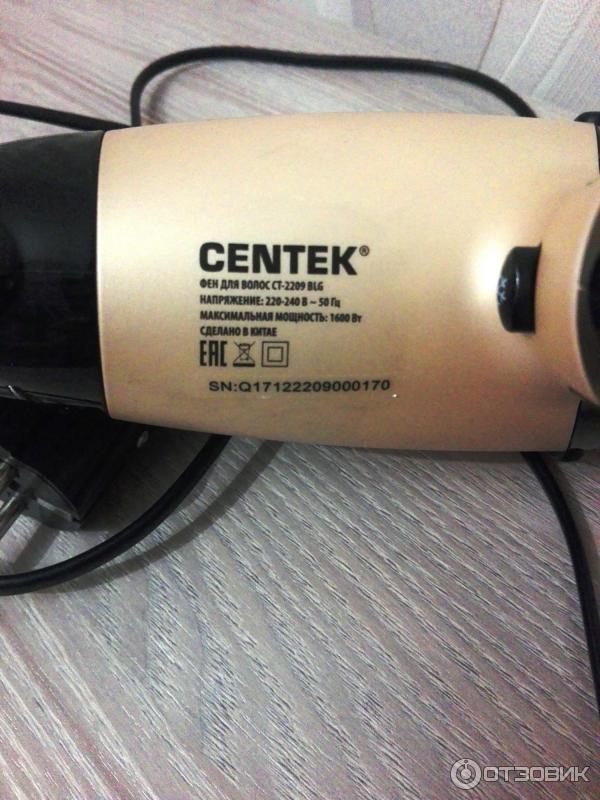 CENTEK®
ФЕН ДЛЯ ВОЛОС CT-2209 BLG
НАПРЯЖЕНИЕ: 220-240 В ~ 50 Гц
МАКСИМАЛЬНАЯ МОЩНОСТЬ: 1600 Вт
СДЕЛАНО В КИТАЕ
EAC
SN:Q17122209000170
ОТЗОВИК